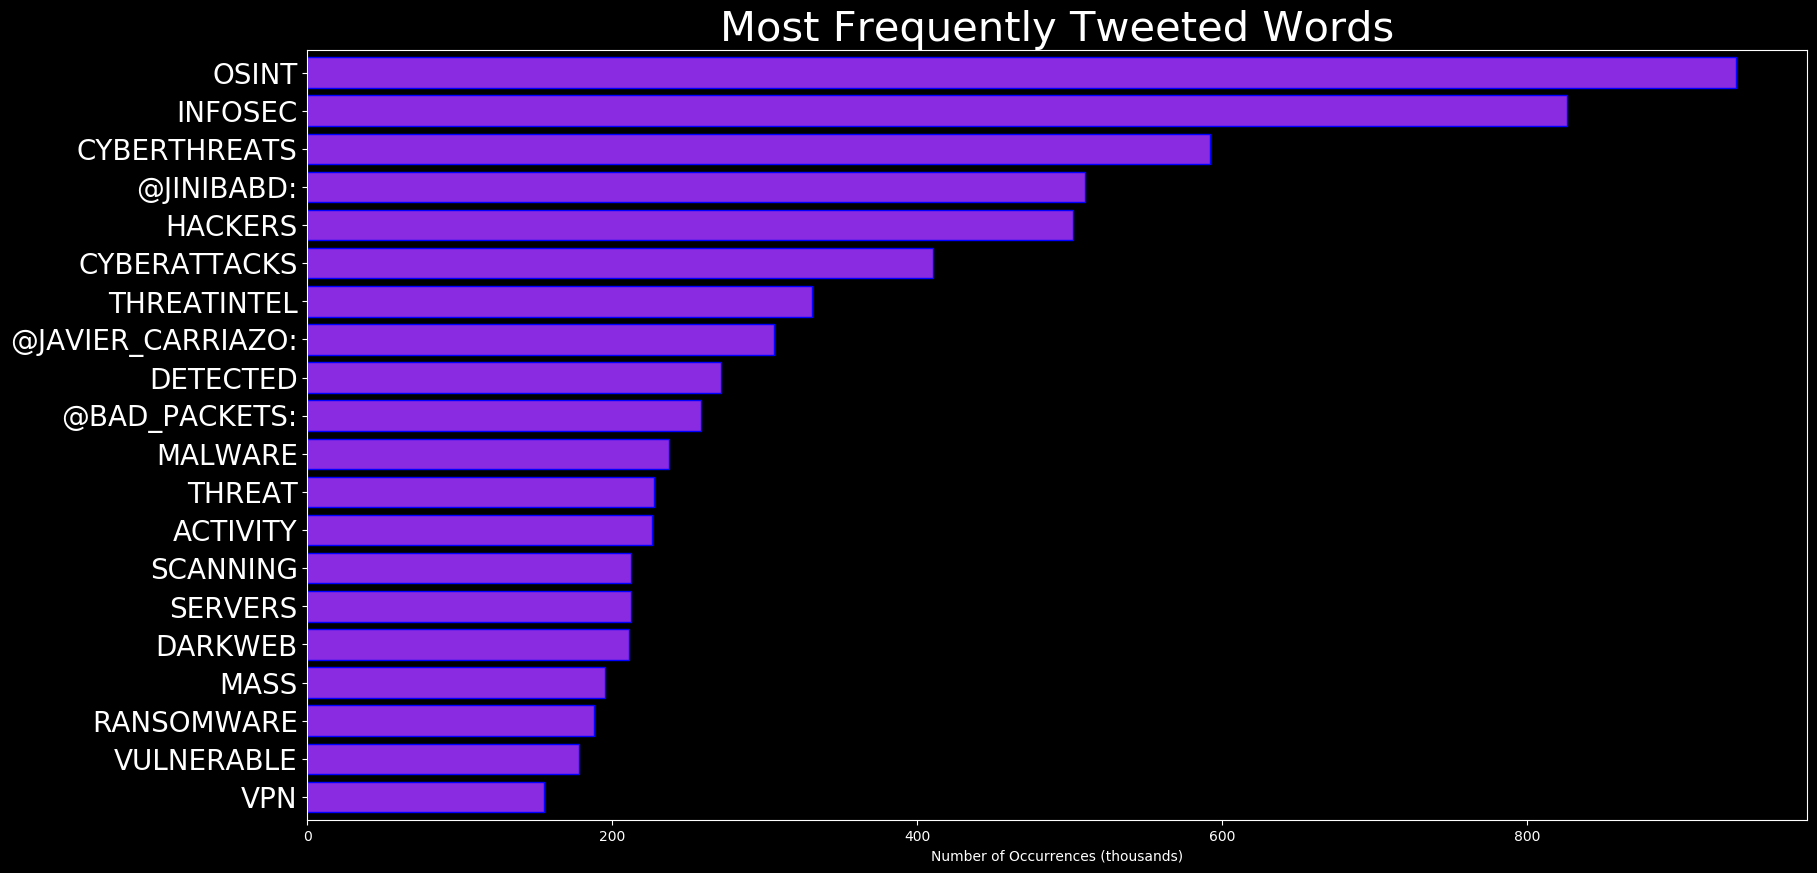 Most Frequently Tweeted Words
OSINT
INFOSEC
CYBERTHREATS
@JINIBABD:
HACKERS
CYBERATTACKS
THREATINTEL
@JAVIER_CARRIAZO:
DETECTED
@BAD_PACKETS:
MALWARE
THREAT
ACTIVITY
SCANNING
SERVERS
DARKWEB
MASS
RANSOMWARE
VULNERABLE
VPN
0 200 400 600 800
Number of Occurrences (thousands)